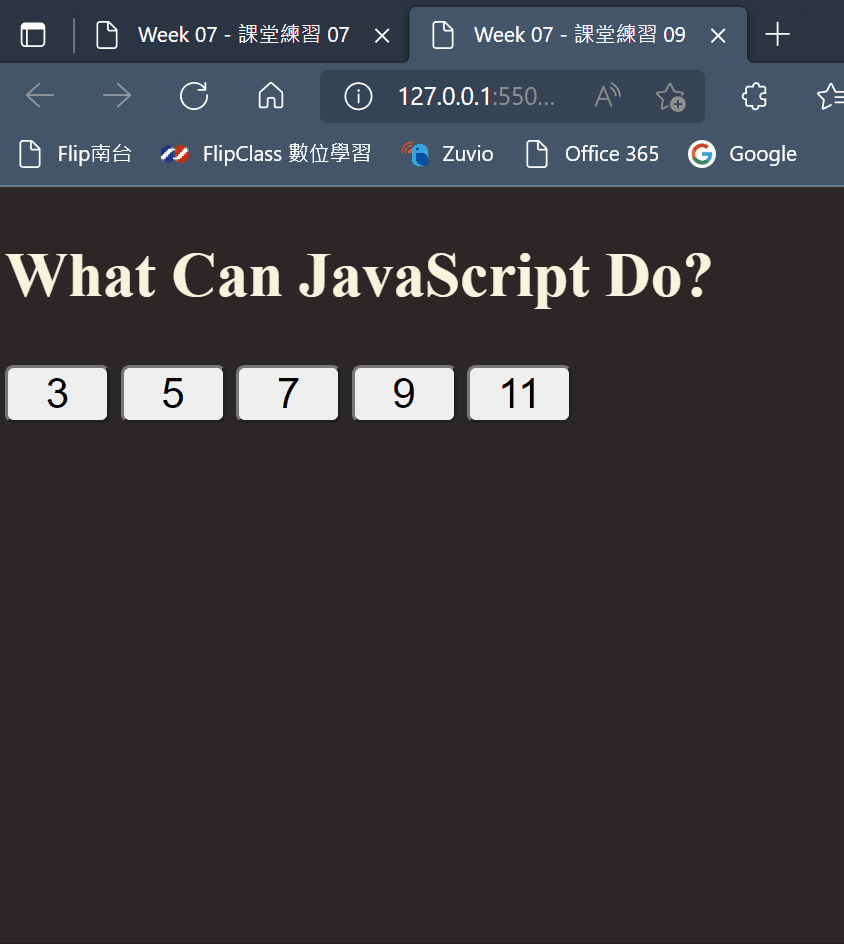 Week 07 - 課堂練習 07
Week 07 - 課堂練習 09
127.0.0.1:550...
Flip南台
FlipClass 數位學習
Zuvio
Office 365
Google
What Can JavaScript Do?
3 5 7 9 11